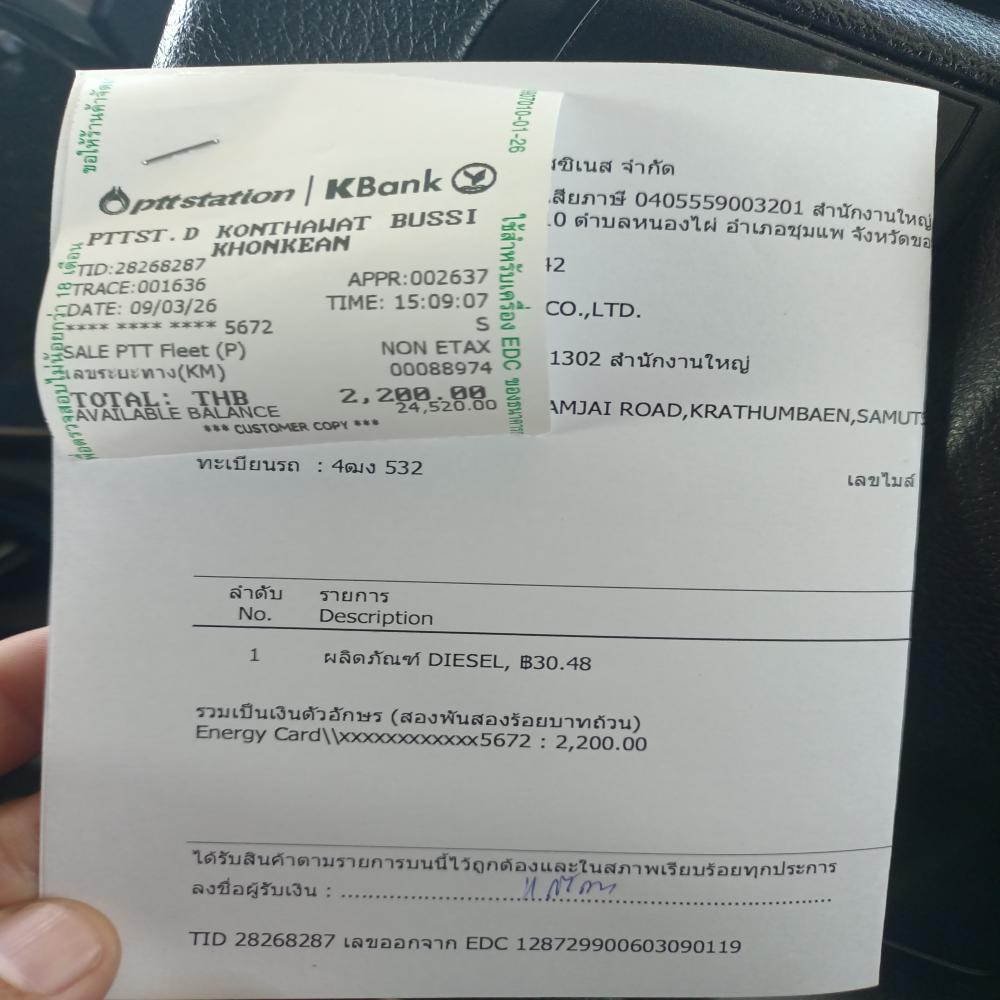 ptt station | KBank
PTTST.D KONTHAWAT BUSSI
KHONKEAN
TID:28268287
TRACE:001636 APPR:002637
DATE: 09/03/26 TIME: 15:09:07
**** **** **** 5672 S
SALE PTT Fleet (P) NON ETAX
เลขระยะทาง(KM) 00088974
TOTAL: THB 2,200.00
AVAILABLE BALANCE 24,520.00
*** CUSTOMER COPY ***
07010-01-26
ใช้สำหรับเครื่อง EDC ของธนาคาร
ชิเนส จำกัด
เสียภาษี 0405559003201 สำนักงานใหญ่
0 ตำบลหนองไผ่ อำเภอชุมแพ จังหวัดขอ
42
CO.,LTD.
1302 สำนักงานใหญ่
AMJAI ROAD,KRATHUMBAEN,SAMUT
ทะเบียนรถ : 4ฒง 532
เลขไมล์
ลำดับ รายการ
No. Description
1 ผลิตภัณฑ์ DIESEL, ฿30.48
รวมเป็นเงินตัวอักษร (สองพันสองร้อยบาทถ้วน)
Energy Card\\xxxxxxxxxxxx5672 : 2,200.00
ได้รับสินค้าตามรายการบนนี้ไว้ถูกต้องและในสภาพเรียบร้อยทุกประการ
ลงชื่อผู้รับเงิน :
TID 28268287 เลขออกจาก EDC 128729900603090119